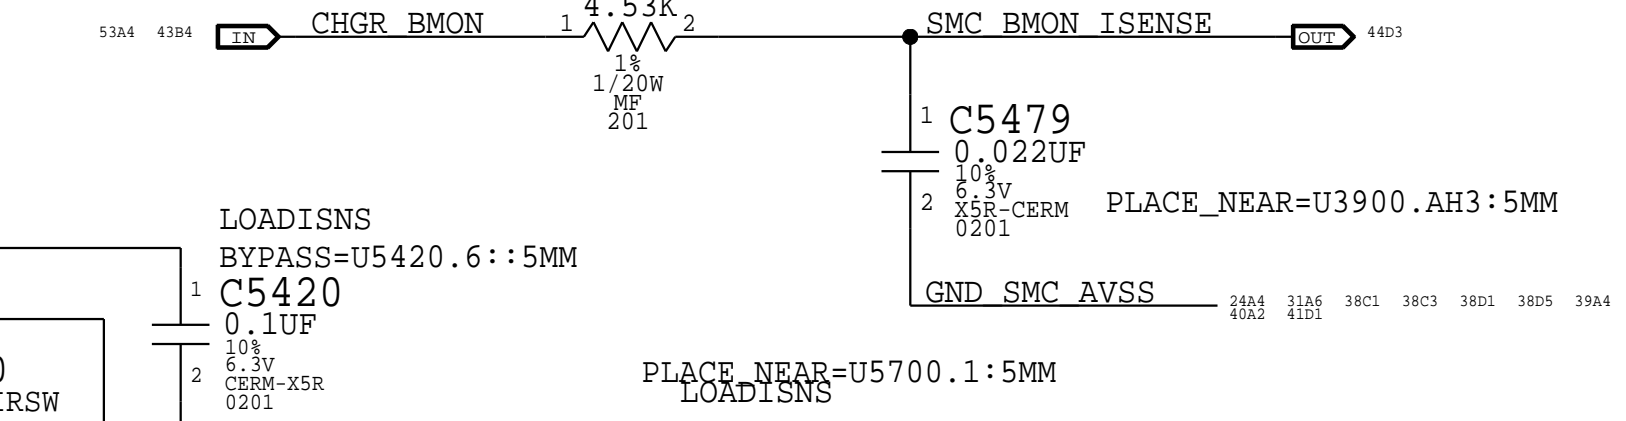 4.53K
53A4 43B4 IN CHGR_BMON 1 2 SMC_BMON_ISENSE OUT 44D3
1%
1/20W
MF
201
1 C5479
0.022UF
10%
6.3V
2 X5R-CERM
0201
PLACE_NEAR=U3900.AH3:5MM
LOADISNS
BYPASS=U5420.6::5MM
1 C5420
0.1UF
10%
6.3V
2 CERM-X5R
0201
GND_SMC_AVSS
24A4 31A6 38C1 38C3 38D1 38D5 39A4
40A2 41D1
PLACE_NEAR=U5700.1:5MM
LOADISNS
IRSW